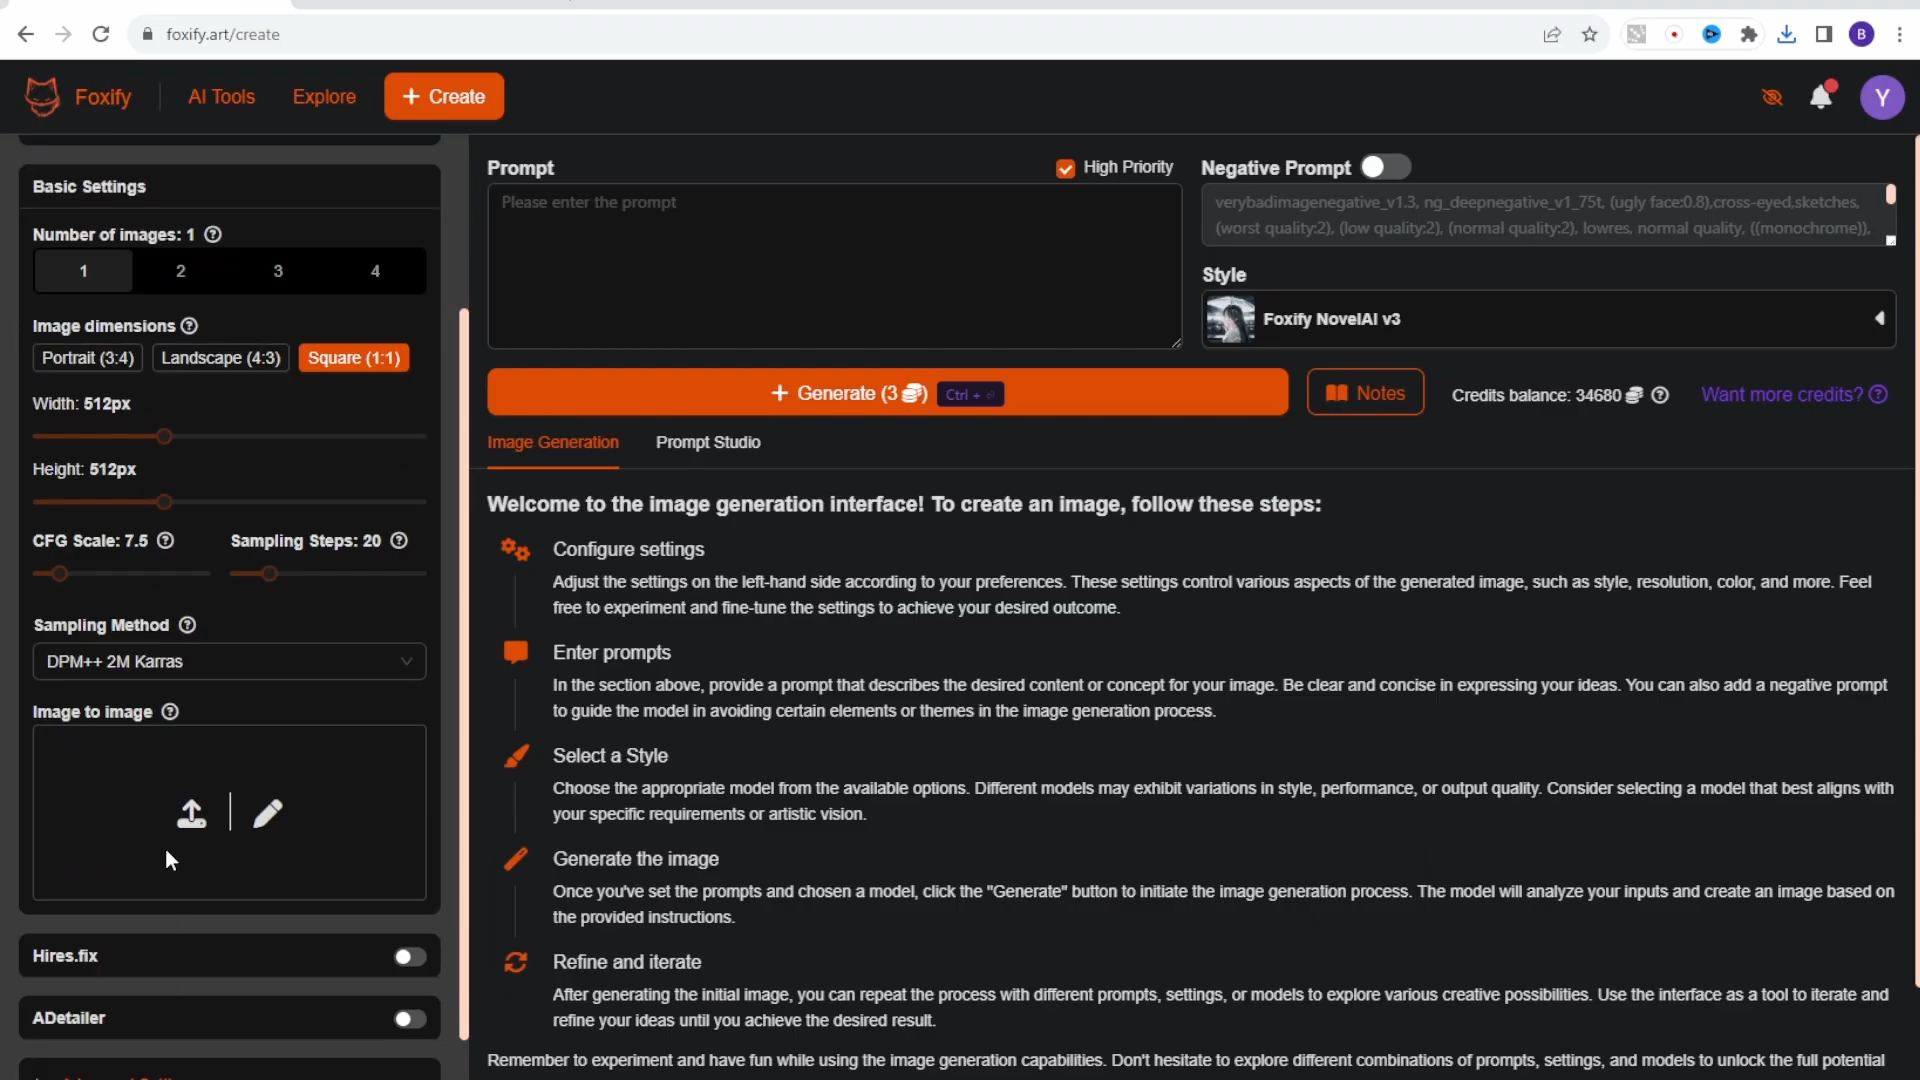 foxify.art/create
B
Foxify
AI Tools
Explore
+ Create
Y
Basic Settings
Number of images: 1
1 2 3 4
Image dimensions
Portrait (3:4) Landscape (4:3) Square (1:1)
Width: 512px
Height: 512px
CFG Scale: 7.5
Sampling Steps: 20
Sampling Method
DPM++ 2M Karras
Image to image
Hires.fix
ADetailer
Prompt
High Priority
Please enter the prompt
Negative Prompt
verybadimagenegative_v1.3, ng_deepnegative_v1_75t, (ugly face:0.8),cross-eyed,sketches,
(worst quality:2), (low quality:2), (normal quality:2), lowres, normal quality, ((monochrome)),
Style
Foxify NovelAI v3
+ Generate (3 ) Ctrl +
Notes
Credits balance: 34680
Want more credits?
Image Generation
Prompt Studio
Welcome to the image generation interface! To create an image, follow these steps:
Configure settings
Adjust the settings on the left-hand side according to your preferences. These settings control various aspects of the generated image, such as style, resolution, color, and more. Feel
free to experiment and fine-tune the settings to achieve your desired outcome.
Enter prompts
In the section above, provide a prompt that describes the desired content or concept for your image. Be clear and concise in expressing your ideas. You can also add a negative prompt
to guide the model in avoiding certain elements or themes in the image generation process.
Select a Style
Choose the appropriate model from the available options. Different models may exhibit variations in style, performance, or output quality. Consider selecting a model that best aligns with
your specific requirements or artistic vision.
Generate the image
Once you've set the prompts and chosen a model, click the "Generate" button to initiate the image generation process. The model will analyze your inputs and create an image based on
the provided instructions.
Refine and iterate
After generating the initial image, you can repeat the process with different prompts, settings, or models to explore various creative possibilities. Use the interface as a tool to iterate and
refine your ideas until you achieve the desired result.
Remember to experiment and have fun while using the image generation capabilities. Don't hesitate to explore different combinations of prompts, settings, and models to unlock the full potential